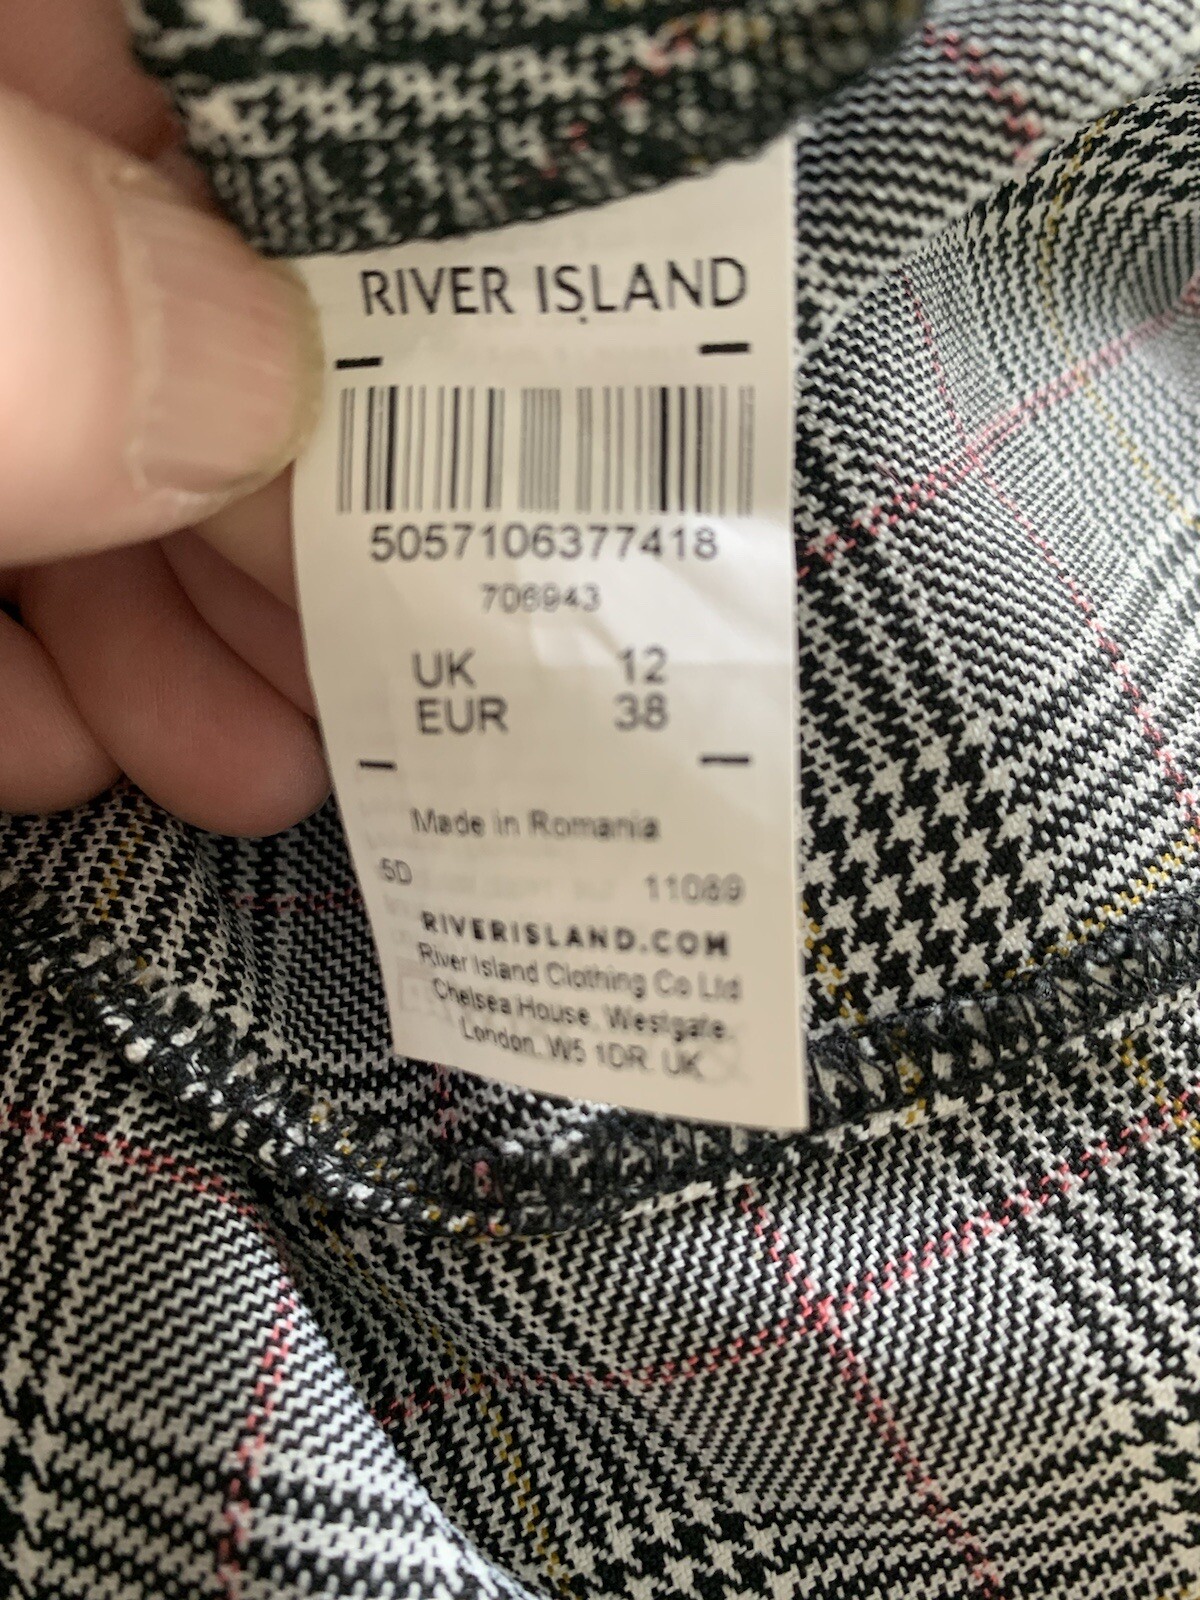 RIVER ISLAND
5057106377418
706943
UK 12
EUR 38
Made in Romania
5D 11089
RIVERISLAND.COM
River Island Clothing Co Ltd
Chelsea House, Westgate,
London, W5 1DR. UK